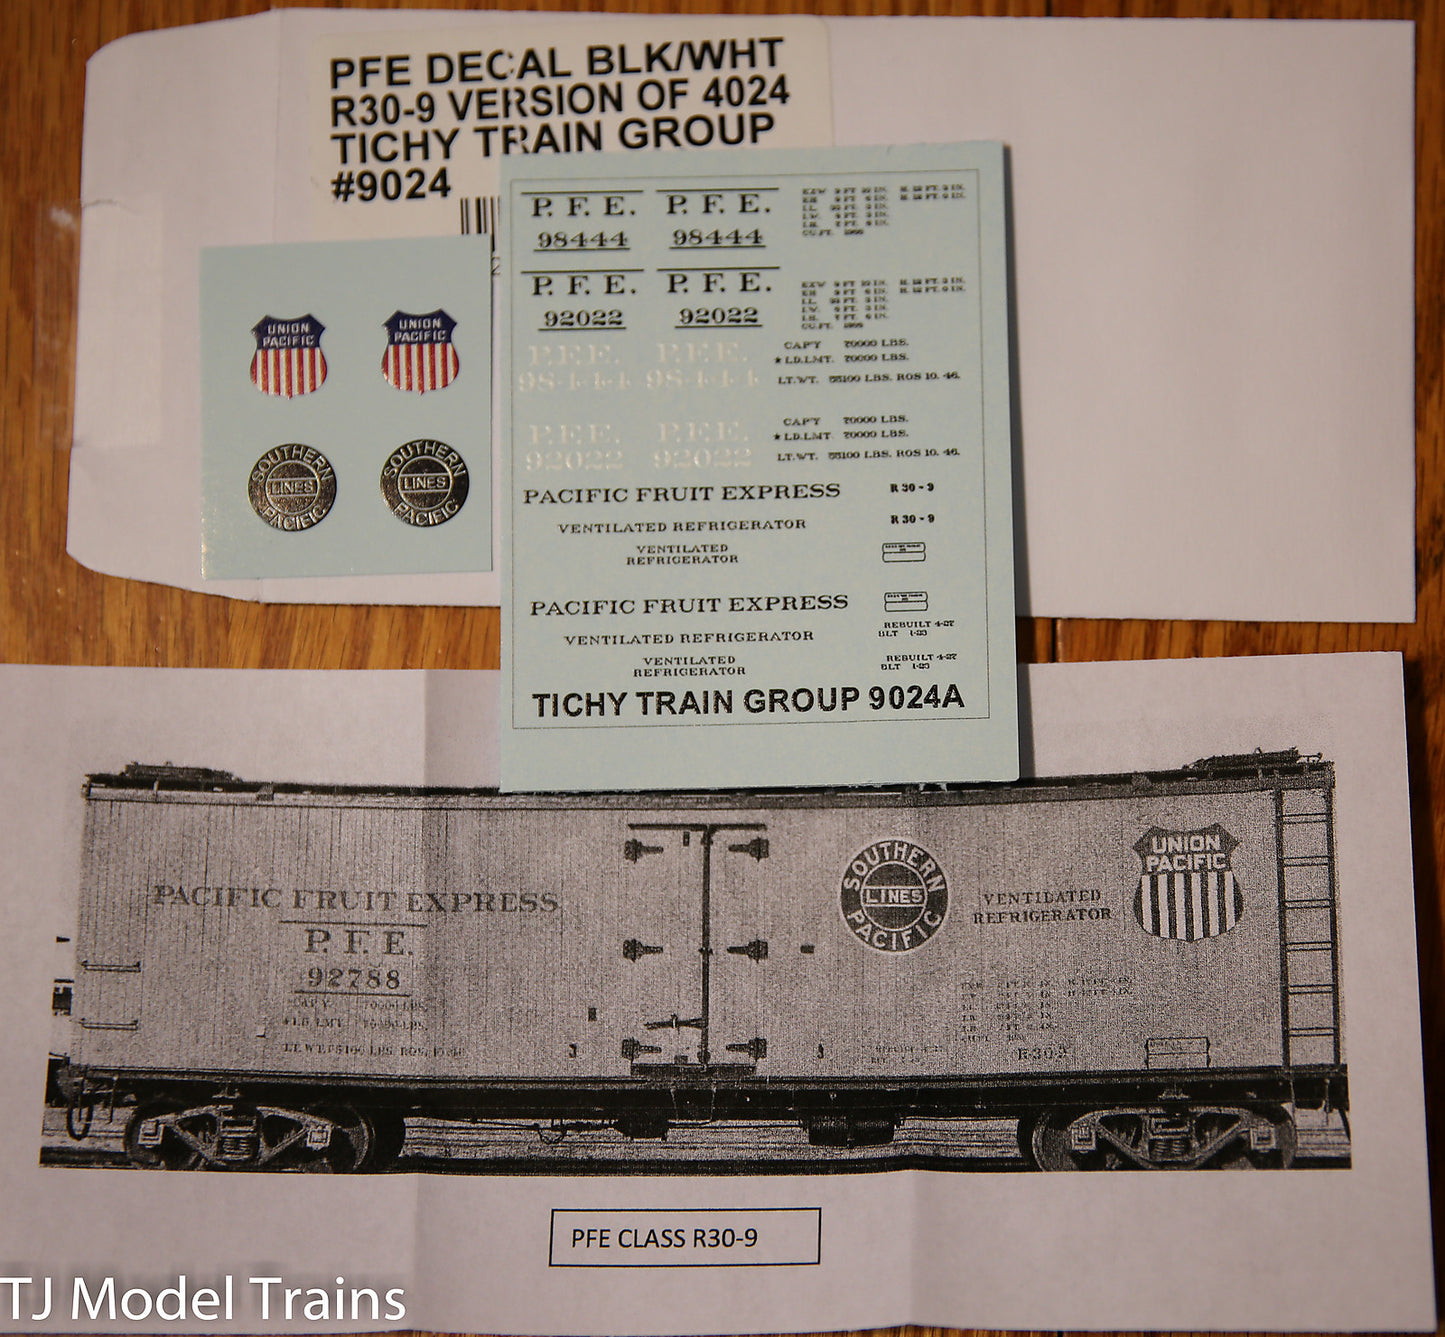 PFE DECAL BLK/WHT
R30-9 VERSION OF 4024
TICHY TRAIN GROUP
#9024
UNION
PACIFIC
UNION
PACIFIC
SOUTHERN
LINES
PACIFIC
SOUTHERN
LINES
PACIFIC
P. F. E. P. F. E.
98444 98444
P. F. E. P. F. E.
92022 92022
P.F.E. P.F.E.
98444 98444
CAP'Y 70000 LBS.
★ LD.LMT. 70000 LBS.
LT.WT. 55100 LBS. ROS 10. 46.
P.F.E. P.F.E.
92022 92022
CAP'Y 70000 LBS.
★ LD.LMT 70000 LBS.
LT.WT. 55100 LBS. ROS 10. 46.
PACIFIC FRUIT EXPRESS R 30 - 9
VENTILATED REFRIGERATOR R 30 - 9
VENTILATED
REFRIGERATOR
PACIFIC FRUIT EXPRESS
REBUILT 4-27
BLT 1-23
VENTILATED REFRIGERATOR
VENTILATED
REFRIGERATOR
REBUILT 4-27
BLT 1-23
TICHY TRAIN GROUP 9024A
PACIFIC FRUIT EXPRESS
P. F. E.
92788
SOUTHERN
LINES
PACIFIC
VENTILATED
REFRIGERATOR
UNION
PACIFIC
R30-9
PFE CLASS R30-9
TJ Model Trains